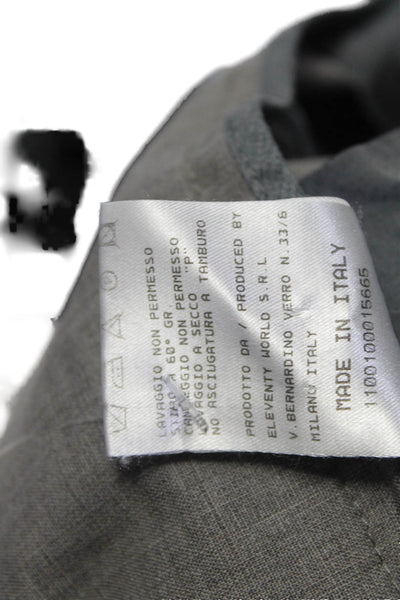 LAVAGGIO NON PERMESSO
STIRO A 60° GR.
CANDEGGIO NON PERMESSO
LAVAGGIO A SECCO "P"
NO ASCIUGATURA A TAMBURO
PRODOTTO DA / PRODUCED BY
ELEVENTY WORLD S.R.L
V.BERNARDINO VERRO N.33/6
MILANO ITALY
MADE IN ITALY
1100100015665